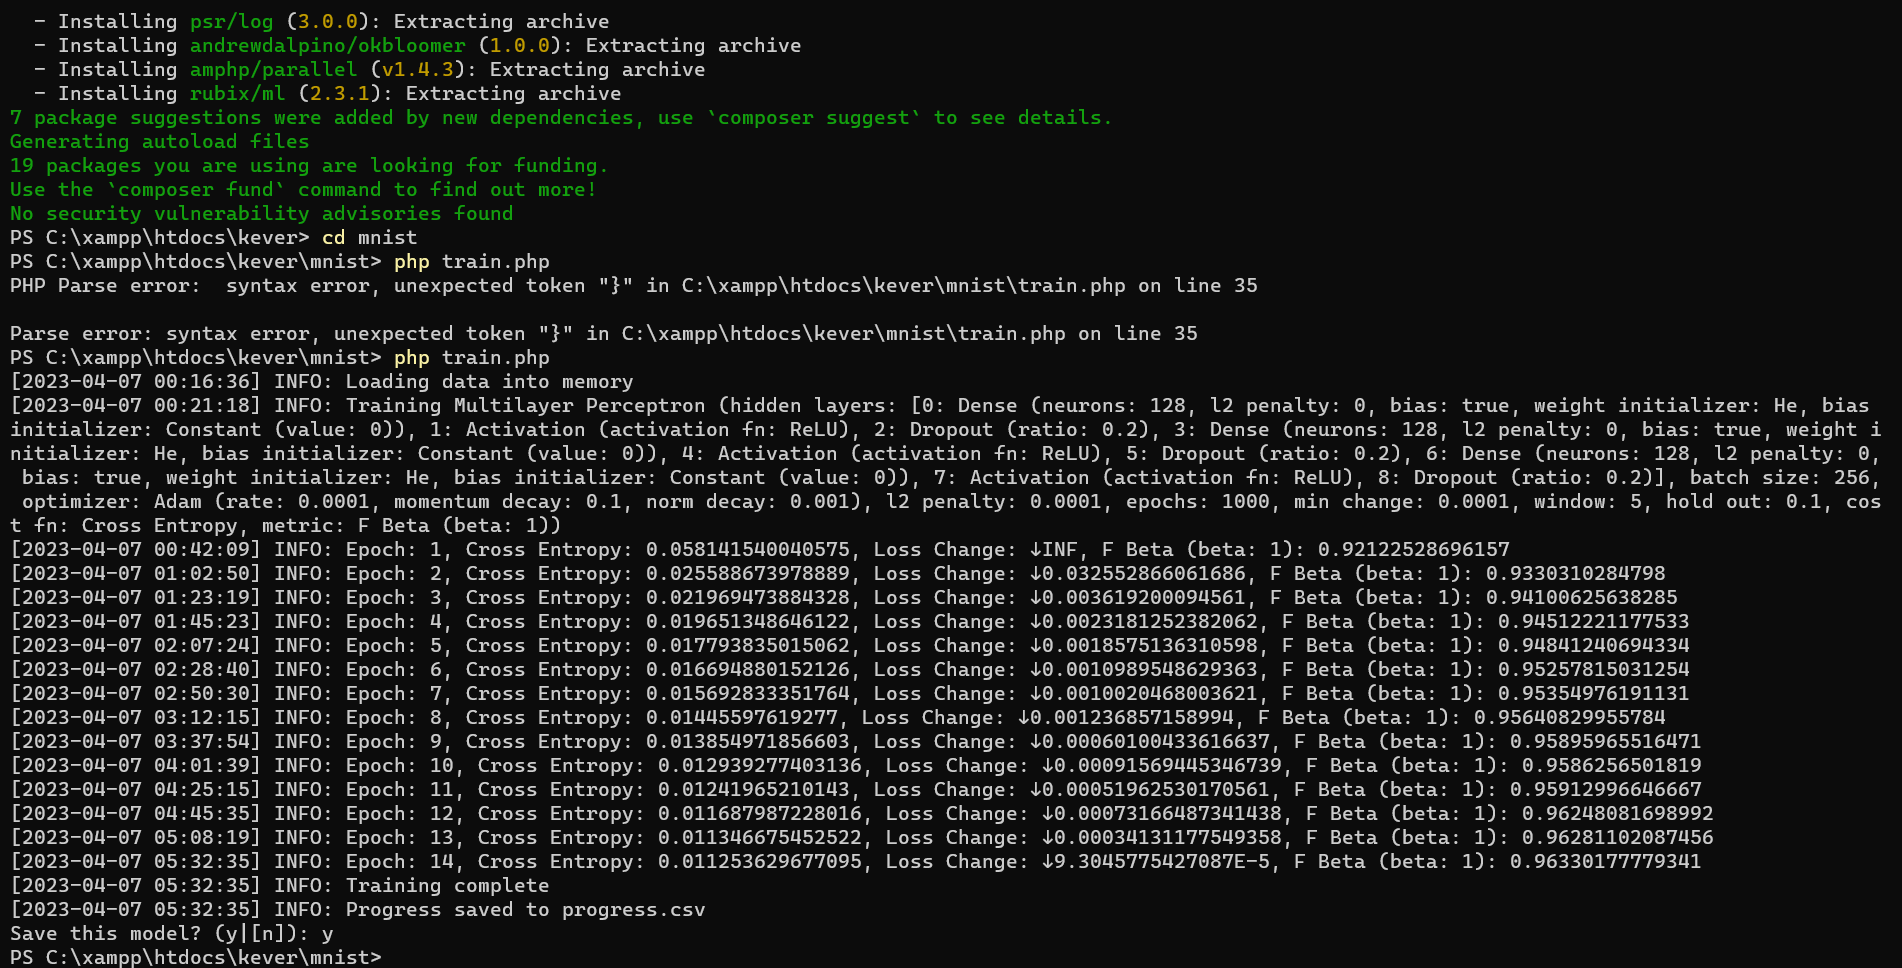 - Installing psr/log (3.0.0): Extracting archive
  - Installing andrewdalpino/okbloomer (1.0.0): Extracting archive
  - Installing amphp/parallel (v1.4.3): Extracting archive
  - Installing rubix/ml (2.3.1): Extracting archive
7 package suggestions were added by new dependencies, use `composer suggest` to see details.
Generating autoload files
19 packages you are using are looking for funding.
Use the `composer fund` command to find out more!
No security vulnerability advisories found
PS C:\xampp\htdocs\kever> cd mnist
PS C:\xampp\htdocs\kever\mnist> php train.php
PHP Parse error:  syntax error, unexpected token "}" in C:\xampp\htdocs\kever\mnist\train.php on line 35
Parse error: syntax error, unexpected token "}" in C:\xampp\htdocs\kever\mnist\train.php on line 35
PS C:\xampp\htdocs\kever\mnist> php train.php
[2023-04-07 00:16:36] INFO: Loading data into memory
[2023-04-07 00:21:18] INFO: Training Multilayer Perceptron (hidden layers: [0: Dense (neurons: 128, l2 penalty: 0, bias: true, weight initializer: He, bias
initializer: Constant (value: 0)), 1: Activation (activation fn: ReLU), 2: Dropout (ratio: 0.2), 3: Dense (neurons: 128, l2 penalty: 0, bias: true, weight i
nitializer: He, bias initializer: Constant (value: 0)), 4: Activation (activation fn: ReLU), 5: Dropout (ratio: 0.2), 6: Dense (neurons: 128, l2 penalty: 0,
 bias: true, weight initializer: He, bias initializer: Constant (value: 0)), 7: Activation (activation fn: ReLU), 8: Dropout (ratio: 0.2)], batch size: 256,
 optimizer: Adam (rate: 0.0001, momentum decay: 0.1, norm decay: 0.001), l2 penalty: 0.0001, epochs: 1000, min change: 0.0001, window: 5, hold out: 0.1, cos
t fn: Cross Entropy, metric: F Beta (beta: 1))
[2023-04-07 00:42:09] INFO: Epoch: 1, Cross Entropy: 0.058141540040575, Loss Change: ↓INF, F Beta (beta: 1): 0.92122528696157
[2023-04-07 01:02:50] INFO: Epoch: 2, Cross Entropy: 0.025588673978889, Loss Change: ↓0.032552866061686, F Beta (beta: 1): 0.9330310284798
[2023-04-07 01:23:19] INFO: Epoch: 3, Cross Entropy: 0.021969473884328, Loss Change: ↓0.003619200094561, F Beta (beta: 1): 0.94100625638285
[2023-04-07 01:45:23] INFO: Epoch: 4, Cross Entropy: 0.019651348646122, Loss Change: ↓0.0023181252382062, F Beta (beta: 1): 0.94512221177533
[2023-04-07 02:07:24] INFO: Epoch: 5, Cross Entropy: 0.017793835015062, Loss Change: ↓0.0018575136310598, F Beta (beta: 1): 0.94841240694334
[2023-04-07 02:28:40] INFO: Epoch: 6, Cross Entropy: 0.016694880152126, Loss Change: ↓0.0010989548629363, F Beta (beta: 1): 0.95257815031254
[2023-04-07 02:50:30] INFO: Epoch: 7, Cross Entropy: 0.015692833351764, Loss Change: ↓0.0010020468003621, F Beta (beta: 1): 0.95354976191131
[2023-04-07 03:12:15] INFO: Epoch: 8, Cross Entropy: 0.01445597619277, Loss Change: ↓0.001236857158994, F Beta (beta: 1): 0.95640829955784
[2023-04-07 03:37:54] INFO: Epoch: 9, Cross Entropy: 0.013854971856603, Loss Change: ↓0.00060100433616637, F Beta (beta: 1): 0.95895965516471
[2023-04-07 04:01:39] INFO: Epoch: 10, Cross Entropy: 0.012939277403136, Loss Change: ↓0.00091569445346739, F Beta (beta: 1): 0.9586256501819
[2023-04-07 04:25:15] INFO: Epoch: 11, Cross Entropy: 0.01241965210143, Loss Change: ↓0.00051962530170561, F Beta (beta: 1): 0.95912996646667
[2023-04-07 04:45:35] INFO: Epoch: 12, Cross Entropy: 0.011687987228016, Loss Change: ↓0.00073166487341438, F Beta (beta: 1): 0.96248081698992
[2023-04-07 05:08:19] INFO: Epoch: 13, Cross Entropy: 0.011346675452522, Loss Change: ↓0.00034131177549358, F Beta (beta: 1): 0.96281102087456
[2023-04-07 05:32:35] INFO: Epoch: 14, Cross Entropy: 0.011253629677095, Loss Change: ↓9.3045775427087E-5, F Beta (beta: 1): 0.96330177779341
[2023-04-07 05:32:35] INFO: Training complete
[2023-04-07 05:32:35] INFO: Progress saved to progress.csv
Save this model? (y|[n]): y
PS C:\xampp\htdocs\kever\mnist>